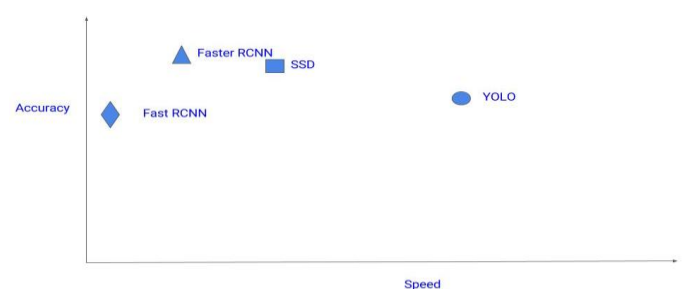 Faster RCNN
SSD
YOLO
Accuracy
Fast RCNN
Speed